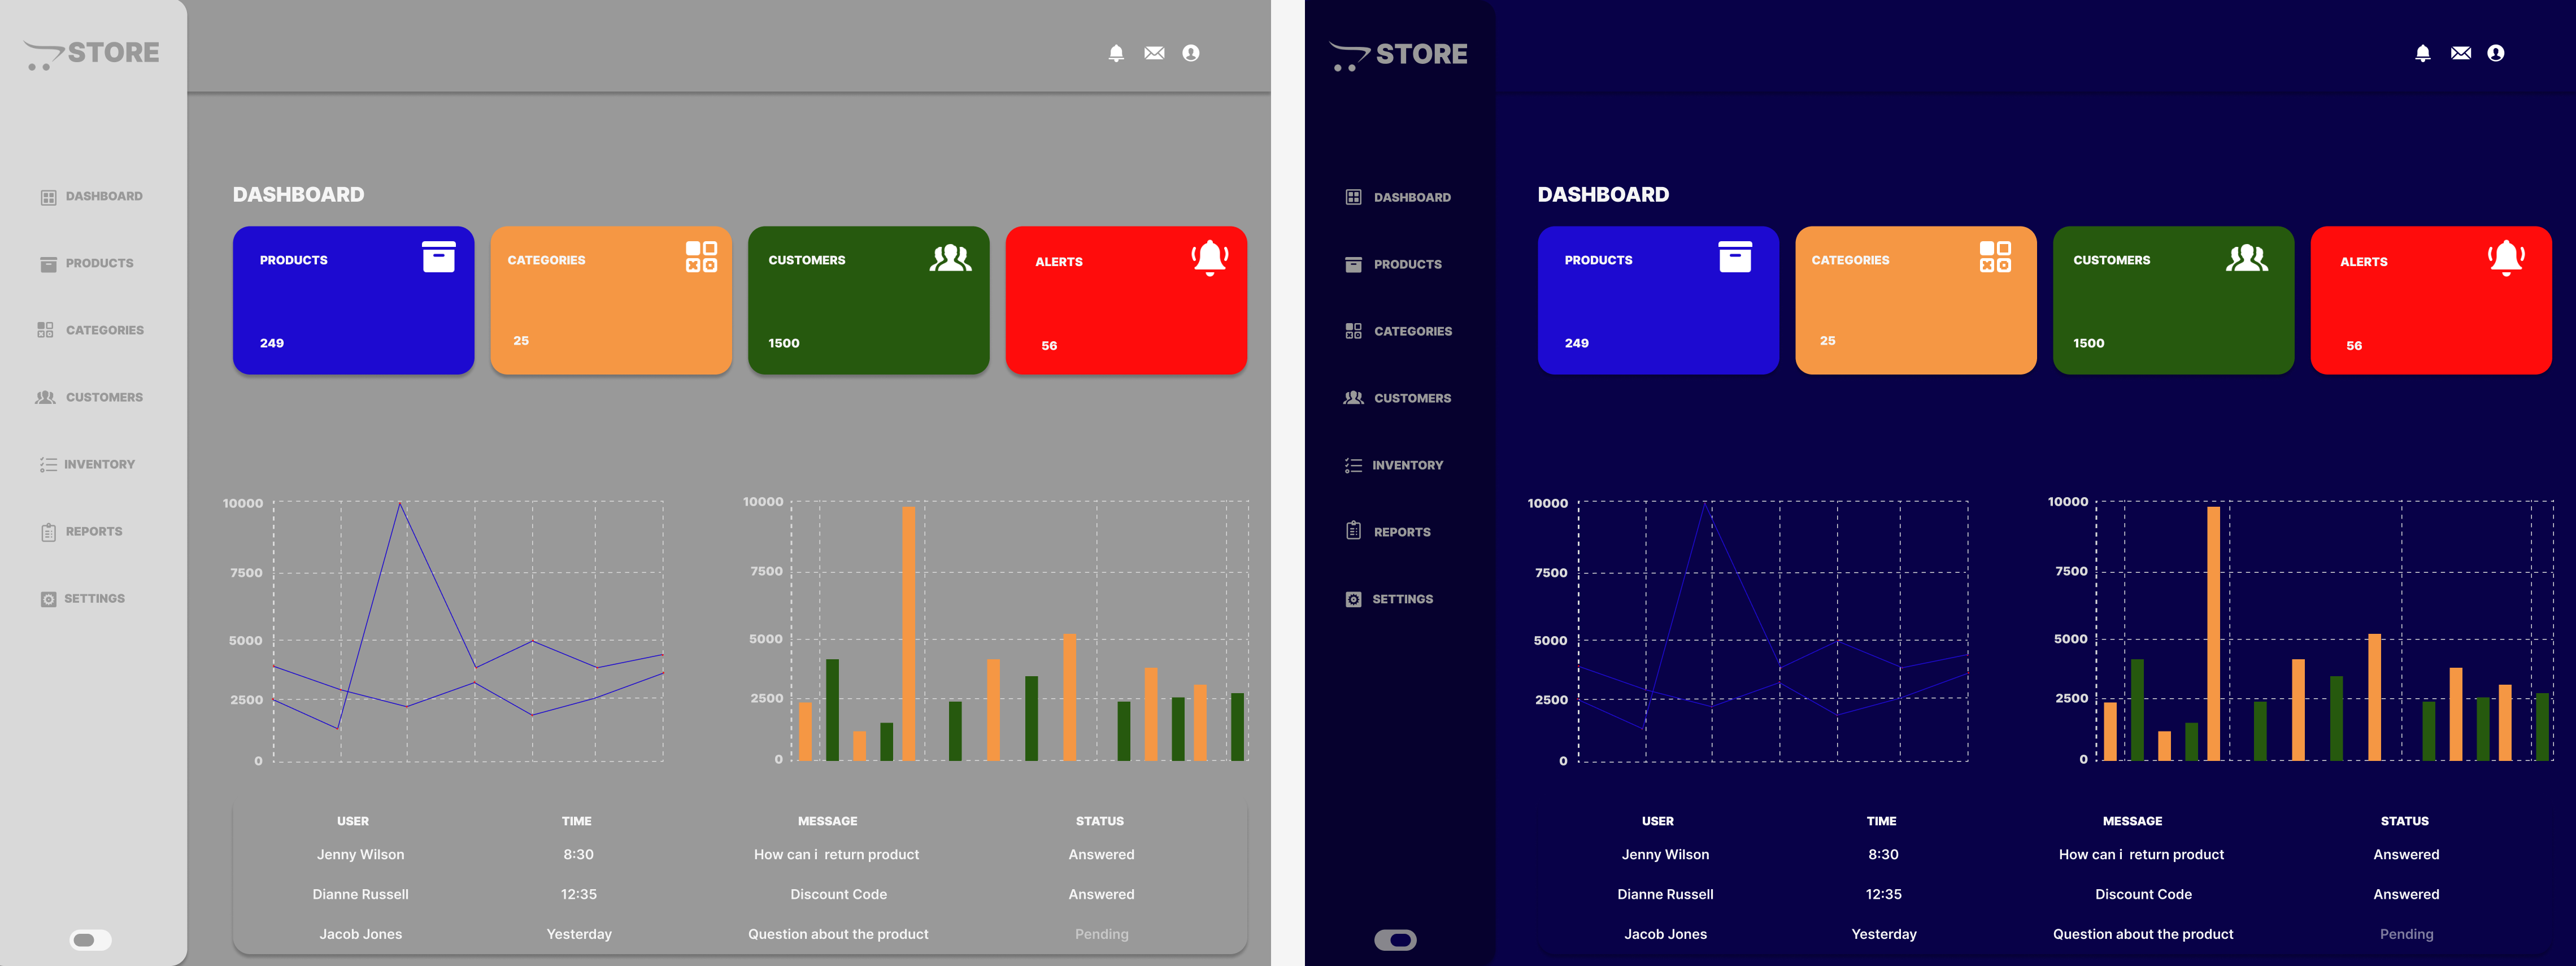 STORE
DASHBOARD
PRODUCTS
CATEGORIES
CUSTOMERS
INVENTORY
REPORTS
SETTINGS
DASHBOARD
PRODUCTS
249
CATEGORIES
25
CUSTOMERS
1500
ALERTS
56
10000
7500
5000
2500
0
10000
7500
5000
2500
0
USER TIME MESSAGE STATUS
Jenny Wilson 8:30 How can i  return product Answered
Dianne Russell 12:35 Discount Code Answered
Jacob Jones Yesterday Question about the product Pending
STORE
DASHBOARD
PRODUCTS
CATEGORIES
CUSTOMERS
INVENTORY
REPORTS
SETTINGS
DASHBOARD
PRODUCTS
249
CATEGORIES
25
CUSTOMERS
1500
ALERTS
56
10000
7500
5000
2500
0
10000
7500
5000
2500
0
USER TIME MESSAGE STATUS
Jenny Wilson 8:30 How can i  return product Answered
Dianne Russell 12:35 Discount Code Answered
Jacob Jones Yesterday Question about the product Pending